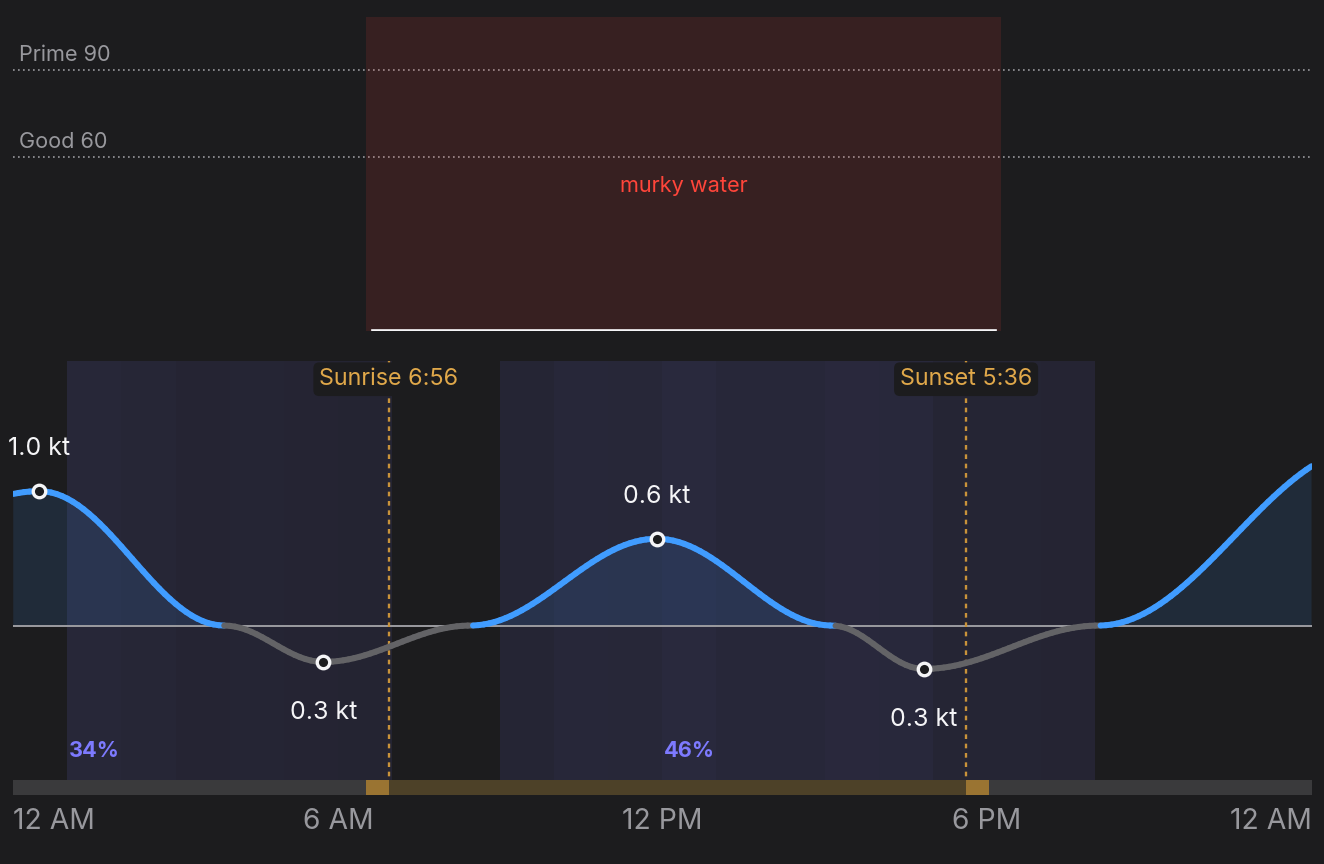 Prime 90
Good 60
murky water
Sunrise 6:56
Sunset 5:36
1.0 kt
0.6 kt
0.3 kt
0.3 kt
34%
46%
12 AM
6 AM
12 PM
6 PM
12 AM